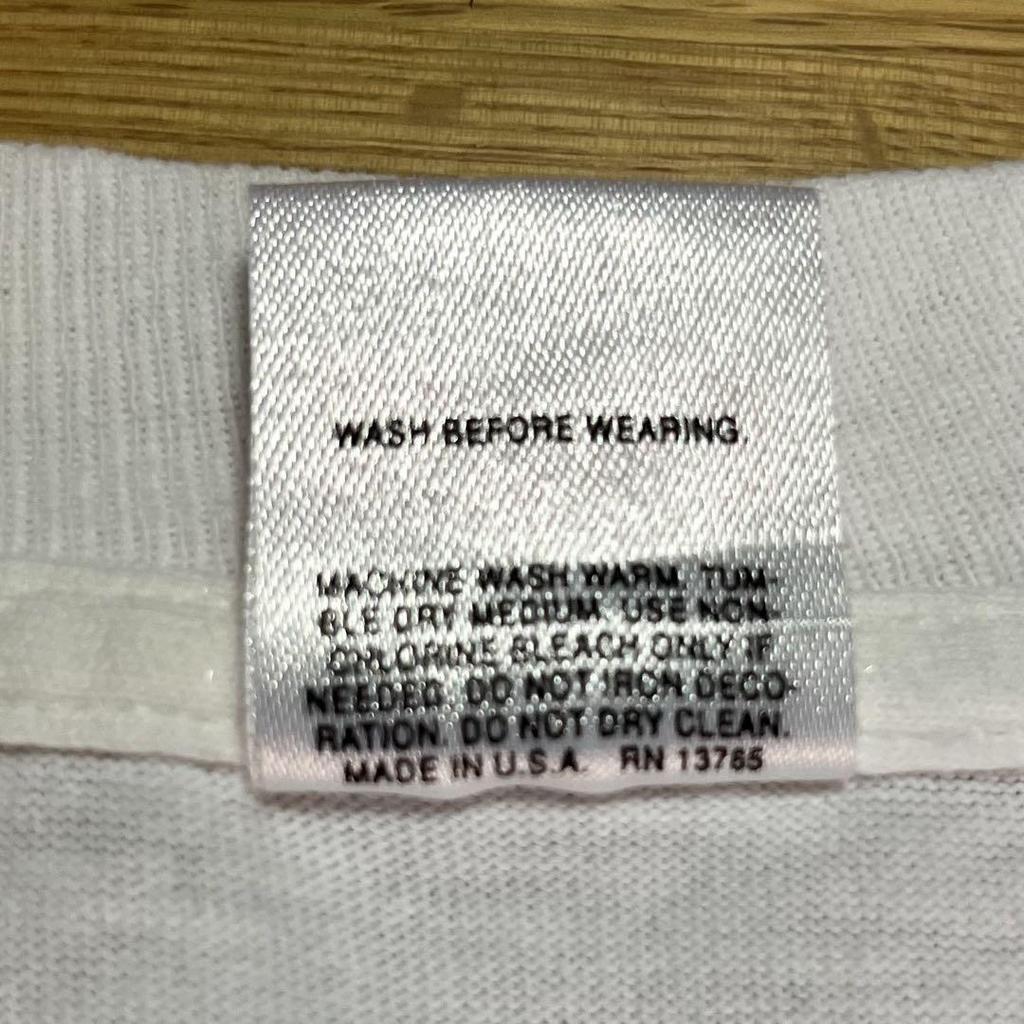 WASH BEFORE WEARING.
MACHINE WASH WARM. TUM-
BLE DRY MEDIUM. USE NON-
CHLORINE BLEACH ONLY IF
NEEDED. DO NOT IRON DECO-
RATION. DO NOT DRY CLEAN.
MADE IN U.S.A. RN 13765